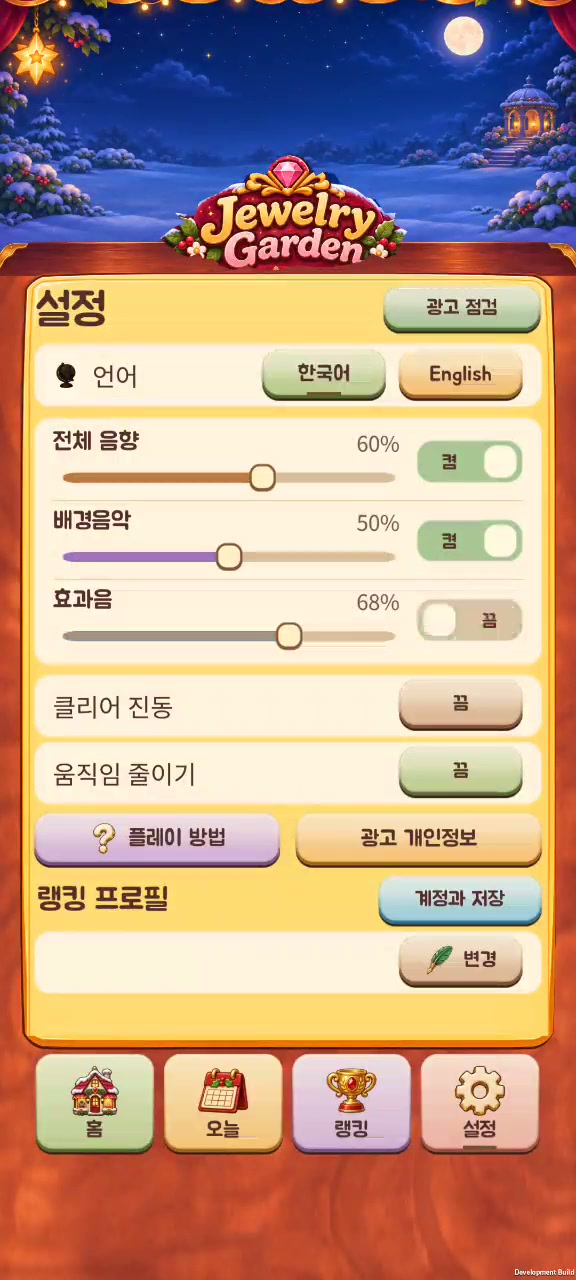 Jewelry
Garden
설정
광고 점검
언어
한국어
English
전체 음향
60%
켬
배경음악
50%
켬
효과음
68%
끔
클리어 진동
끔
움직임 줄이기
끔
플레이 방법
광고 개인정보
랭킹 프로필
계정과 저장
변경
홈
오늘
랭킹
설정
Development Build